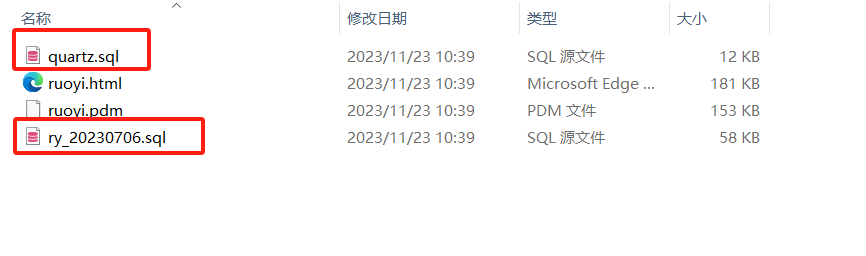 名称 修改日期 类型 大小
quartz.sql 2023/11/23 10:39 SQL 源文件 12 KB
ruoyi.html 2023/11/23 10:39 Microsoft Edge ... 181 KB
ruoyi.pdm 2023/11/23 10:39 PDM 文件 153 KB
ry_20230706.sql 2023/11/23 10:39 SQL 源文件 58 KB